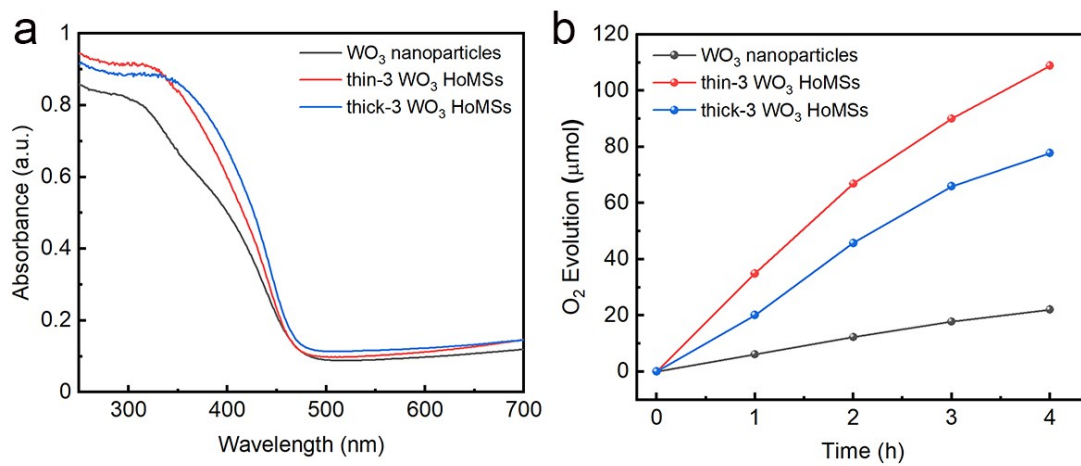 a
1
0.8
0.6
0.4
0.2
0
300
400
500
600
700
Absorbance (a.u.)
Wavelength (nm)
WO₃ nanoparticles
thin-3 WO₃ HoMSs
thick-3 WO₃ HoMSs
b
120
100
80
60
40
20
0
0
1
2
3
4
O₂ Evolution (μmol)
Time (h)
WO₃ nanoparticles
thin-3 WO₃ HoMSs
thick-3 WO₃ HoMSs